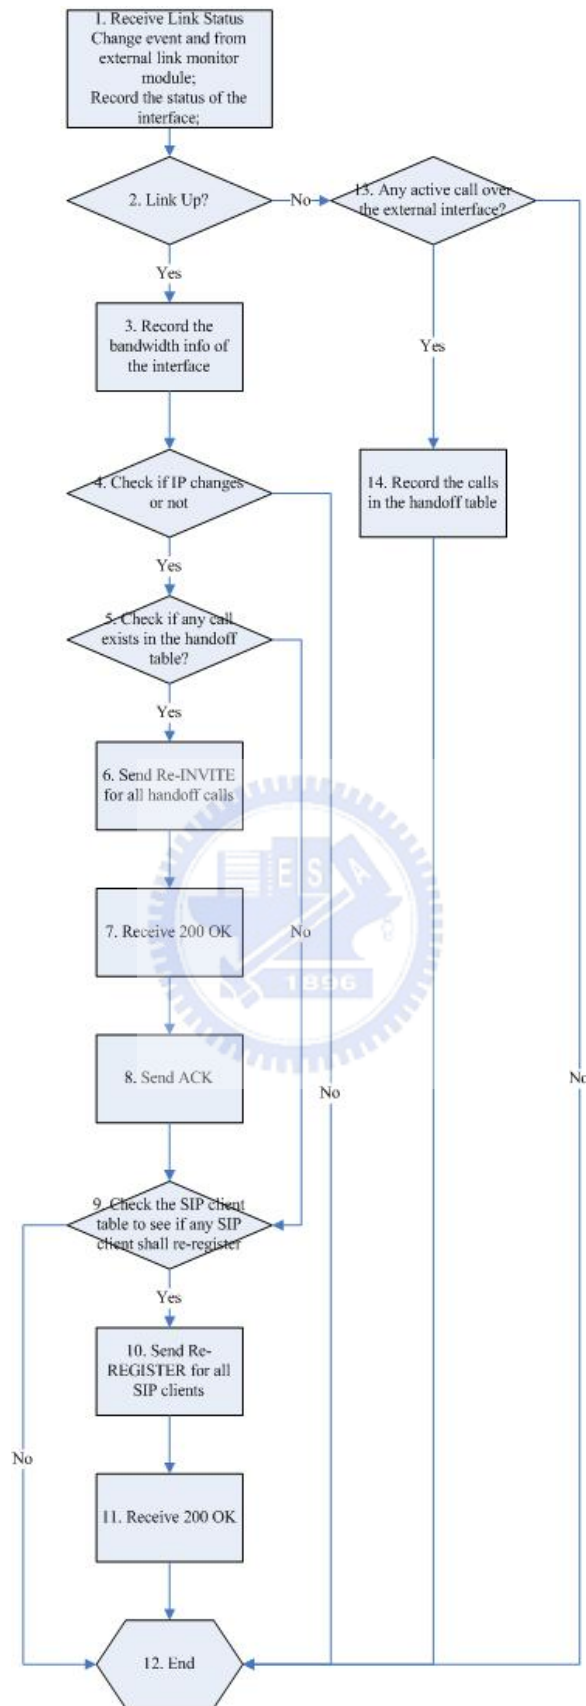 1. Receive Link Status
Change event and from
external link monitor
module;
Record the status of the
interface;
2. Link Up?
No
13. Any active call over
the external interface?
Yes
3. Record the
bandwidth info of
the interface
Yes
4. Check if IP changes
or not
14. Record the calls
in the handoff table
Yes
5. Check if any call
exists in the handoff
table?
Yes
6. Send Re-INVITE
for all handoff calls
E S A
7. Receive 200 OK
No
1896
8. Send ACK
No
No
9. Check the SIP client
table to see if any SIP
client shall re-register
Yes
10. Send Re-
REGISTER for all
SIP clients
No
11. Receive 200 OK
12. End